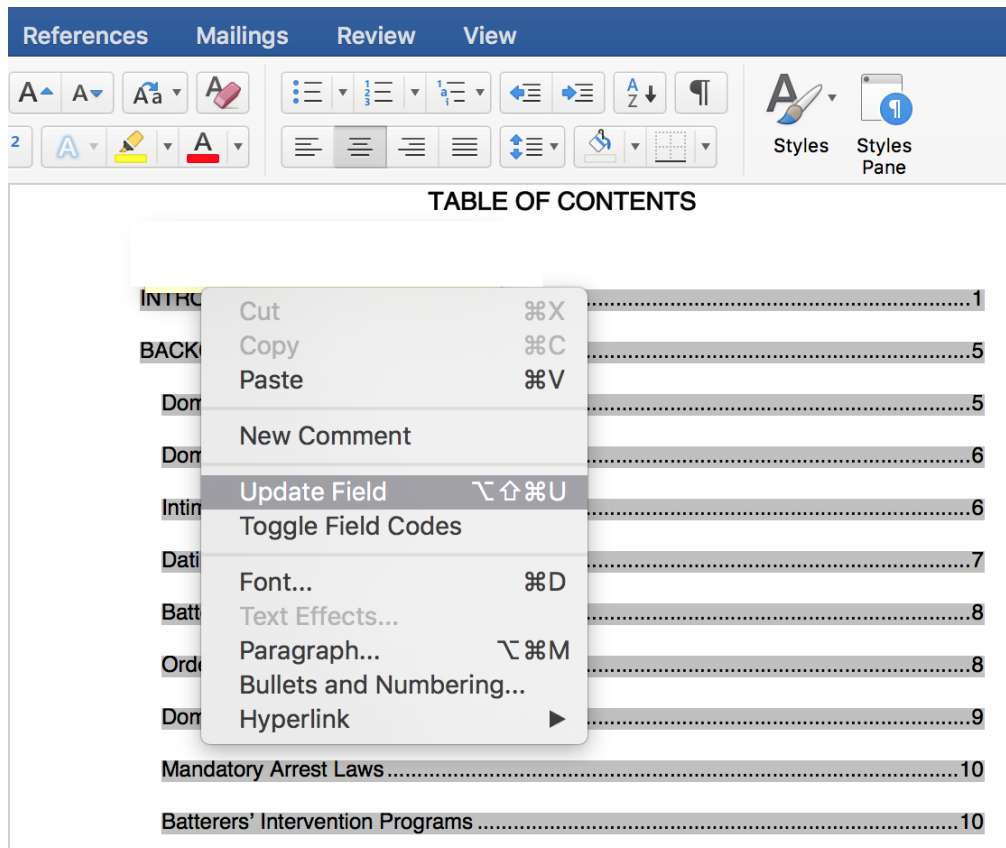 References Mailings Review View
A A Aa A
2 A A
A
Z
Styles Styles Pane
TABLE OF CONTENTS
..........1
Cut ⌘X
Copy ⌘C
..........5
Paste ⌘V
..........5
New Comment
..........6
Update Field ⌥⇧⌘U
..........6
Toggle Field Codes
..........7
Font... ⌘D
..........8
Text Effects...
Paragraph... ⌥⌘M
..........8
Bullets and Numbering...
Hyperlink ▶
..........9
Mandatory Arrest Laws..........10
Batterers’ Intervention Programs..........10